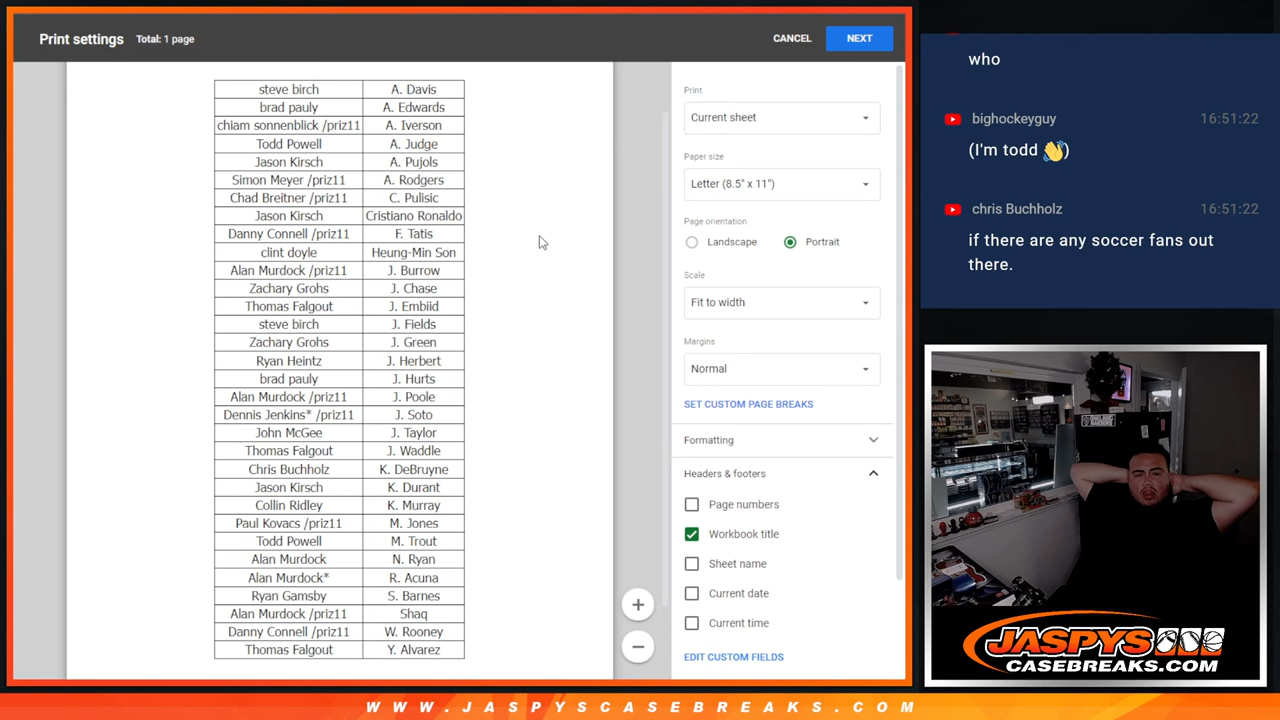 Print settings Total: 1 page CANCEL NEXT
steve birch A. Davis
brad pauly A. Edwards
chiam sonnenblick /priz11 A. Iverson
Todd Powell A. Judge
Jason Kirsch A. Pujols
Simon Meyer /priz11 A. Rodgers
Chad Breitner /priz11 C. Pulisic
Jason Kirsch Cristiano Ronaldo
Danny Connell /priz11 F. Tatis
clint doyle Heung-Min Son
Alan Murdock /priz11 J. Burrow
Zachary Grohs J. Chase
Thomas Falgout J. Embiid
steve birch J. Fields
Zachary Grohs J. Green
Ryan Heintz J. Herbert
brad pauly J. Hurts
Alan Murdock /priz11 J. Poole
Dennis Jenkins* /priz11 J. Soto
John McGee J. Taylor
Thomas Falgout J. Waddle
Chris Buchholz K. DeBruyne
Jason Kirsch K. Durant
Collin Ridley K. Murray
Paul Kovacs /priz11 M. Jones
Todd Powell M. Trout
Alan Murdock N. Ryan
Alan Murdock* R. Acuna
Ryan Gamsby S. Barnes
Alan Murdock /priz11 Shaq
Danny Connell /priz11 W. Rooney
Thomas Falgout Y. Alvarez
Print
Current sheet
Paper size
Letter (8.5" x 11")
Page orientation
Landscape Portrait
Scale
Fit to width
Margins
Normal
SET CUSTOM PAGE BREAKS
Formatting
Headers & footers
Page numbers
Workbook title
Sheet name
Current date
Current time
EDIT CUSTOM FIELDS
who
bighockeyguy 16:51:22
(I'm todd 👋)
chris Buchholz 16:51:22
if there are any soccer fans out
there.
JASPYS
CASEBREAKS.COM
WWW.JASPYSCASEBREAKS.COM